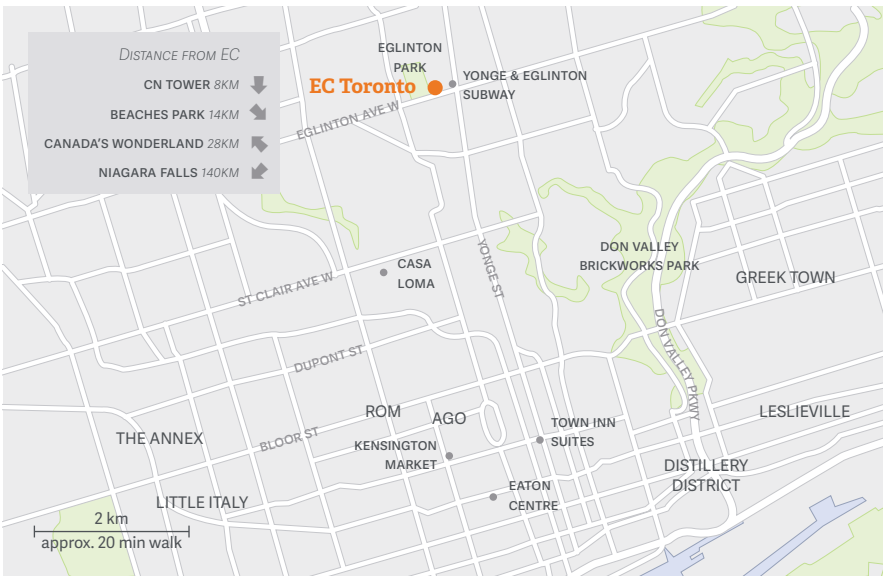 DISTANCE FROM EC
CN TOWER 8KM
BEACHES PARK 14KM
CANADA'S WONDERLAND 28KM
NIAGARA FALLS 140KM
EGLINTON
PARK
EC Toronto
YONGE & EGLINTON
SUBWAY
EGLINTON AVE W
CASA
LOMA
YONGE ST
DON VALLEY
BRICKWORKS PARK
GREEK TOWN
ST CLAIR AVE W
DON VALLEY PKWY
DUPONT ST
ROM
AGO
LESLIEVILLE
THE ANNEX
BLOOR ST
KENSINGTON
MARKET
TOWN INN
SUITES
DISTILLERY
DISTRICT
EATON
CENTRE
LITTLE ITALY
2 km
approx. 20 min walk